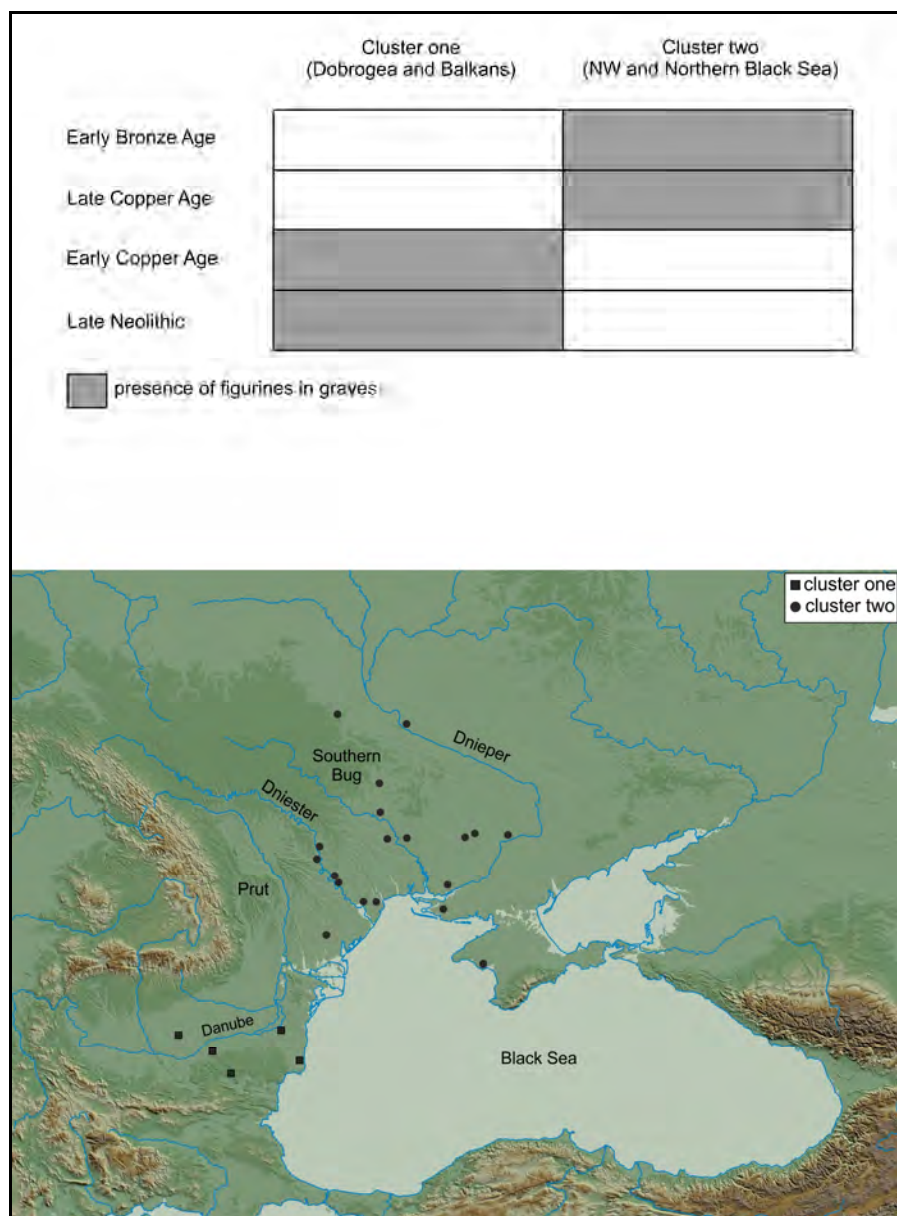 Cluster one
(Dobrogea and Balkans)
Cluster two
(NW and Northern Black Sea)
Early Bronze Age
Late Copper Age
Early Copper Age
Late Neolithic
presence of figurines in graves
cluster one
cluster two
Dnieper
Southern
Bug
Dniester
Prut
Danube
Black Sea